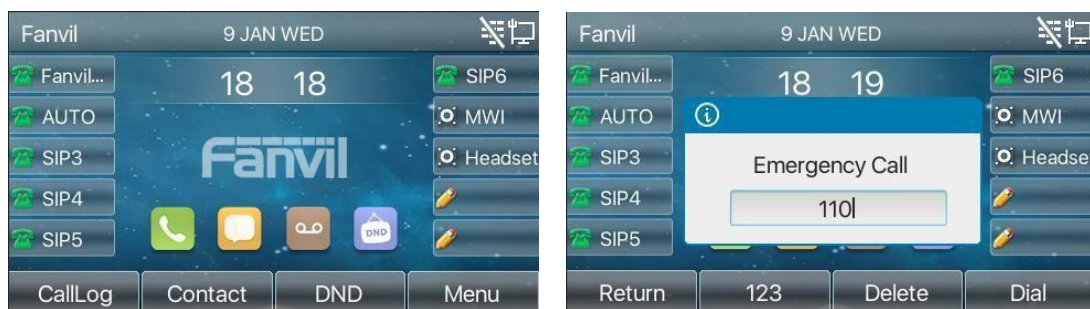 Fanvil 9 JAN WED
Fanvil... 18 18 SIP6
AUTO MWI
SIP3 Fanvil Headset
SIP4
SIP5 DND
CallLog Contact DND Menu
Fanvil 9 JAN WED
Fanvil... 18 19 SIP6
AUTO MWI
SIP3 Emergency Call Headse
SIP4 110
SIP5
Return 123 Delete Dial